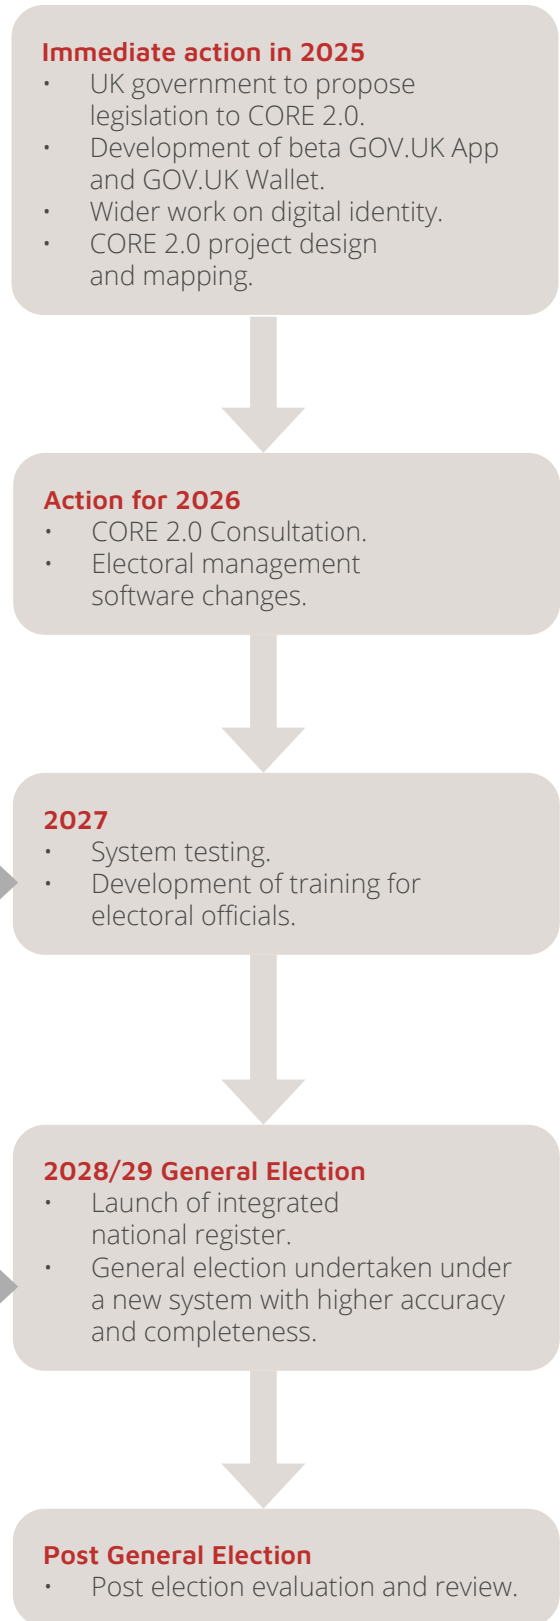 Immediate action in 2025
• UK government to propose
legislation to CORE 2.0.
• Development of beta GOV.UK App
and GOV.UK Wallet.
• Wider work on digital identity.
• CORE 2.0 project design
and mapping.
Action for 2026
• CORE 2.0 Consultation.
• Electoral management
software changes.
2027
• System testing.
• Development of training for
electoral officials.
2028/29 General Election
• Launch of integrated
national register.
• General election undertaken under
a new system with higher accuracy
and completeness.
Post General Election
• Post election evaluation and review.